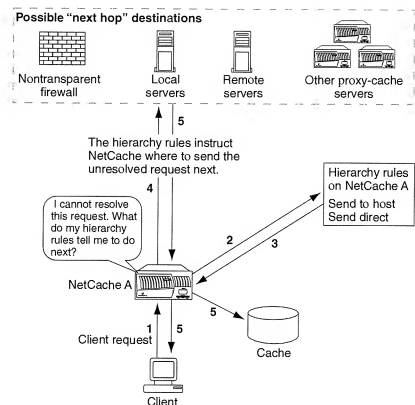 Possible “next hop” destinations
Nontransparent
firewall
Local
servers
Remote
servers
Other proxy-cache
servers
5
The hierarchy rules instruct
NetCache where to send the
unresolved request next.
4
Hierarchy rules
on NetCache A
Send to host
Send direct
I cannot resolve
this request. What
do my hierarchy
rules tell me to do
next?
2
3
NetCache A
5
1
5
Client request
Cache
Client